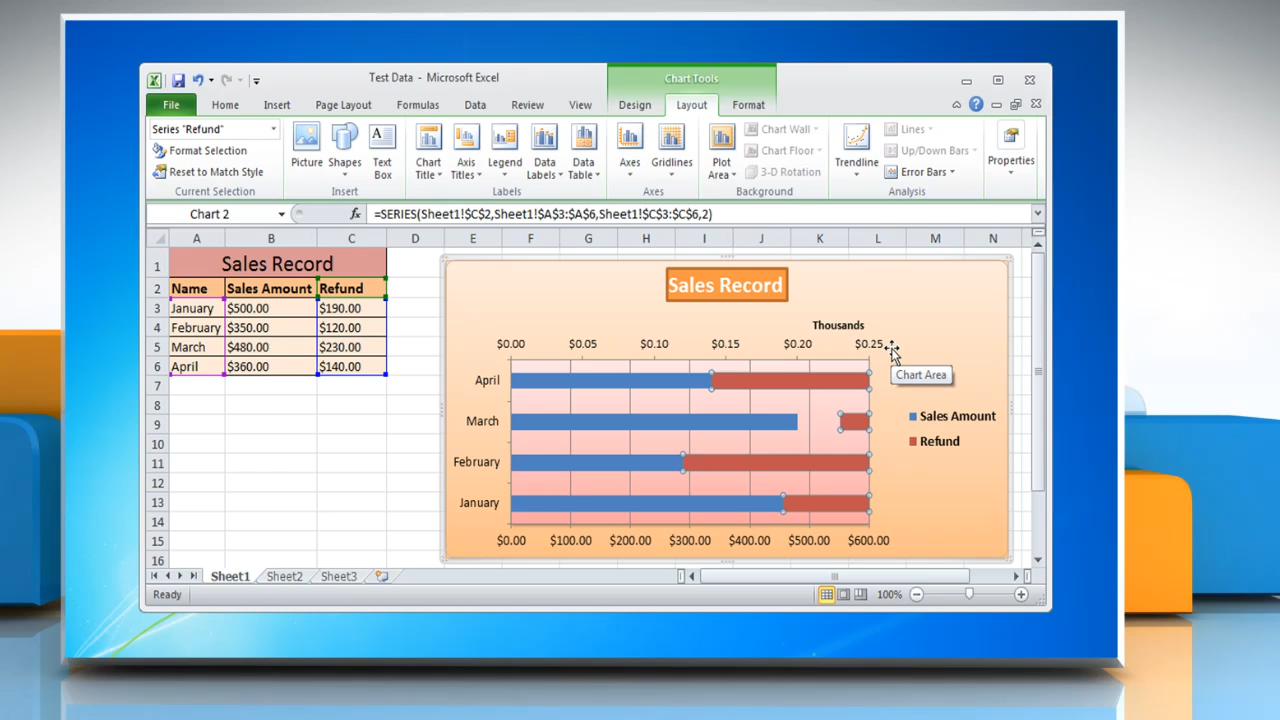 Test Data - Microsoft Excel
Chart Tools
File Home Insert Page Layout Formulas Data Review View Design Layout Format
Series "Refund"
Format Selection
Reset to Match Style
Current Selection
Picture
Shapes
Text Box
Insert
Chart Title
Axis Titles
Legend
Data Labels
Data Table
Labels
Axes
Gridlines
Axes
Plot Area
Chart Wall
Chart Floor
3-D Rotation
Background
Trendline
Lines
Up/Down Bars
Error Bars
Analysis
Properties
Chart 2 fx =SERIES(Sheet1!$C$2,Sheet1!$A$3:$A$6,Sheet1!$C$3:$C$6,2)
A B C D E F G H I J K L M N
1 Sales Record
2 Name Sales Amount Refund
3 January $500.00 $190.00
4 February $350.00 $120.00
5 March $480.00 $230.00
6 April $360.00 $140.00
7
8
9
10
11
12
13
14
15
16
Sales Record
Thousands
$0.00 $0.05 $0.10 $0.15 $0.20 $0.25
Chart Area
April
March
February
January
$0.00 $100.00 $200.00 $300.00 $400.00 $500.00 $600.00
Sales Amount
Refund
Sheet1 Sheet2 Sheet3
Ready 100%